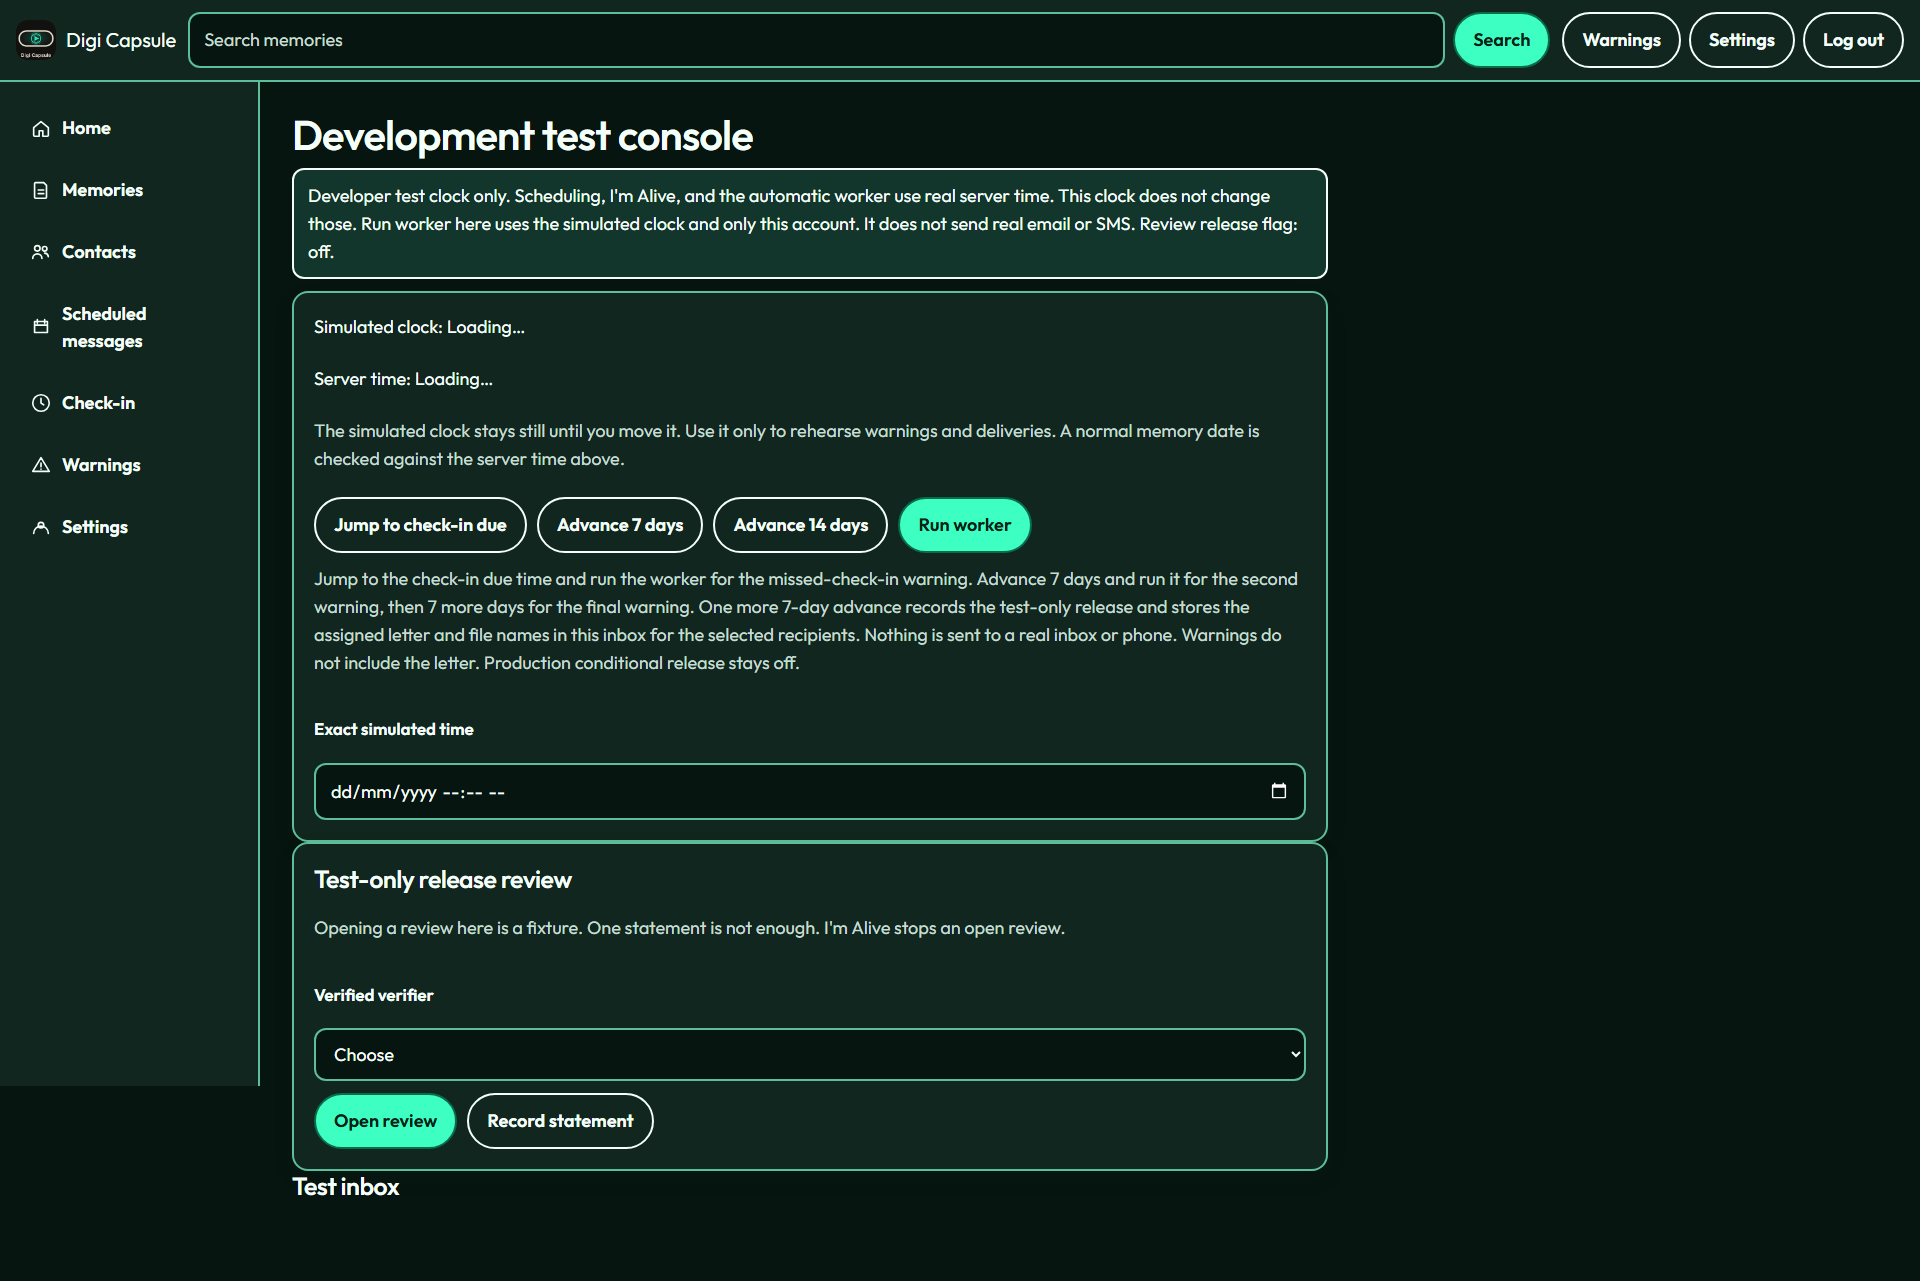 Digi Capsule
Digi Capsule
Search memories
Search
Warnings
Settings
Log out
Home
Memories
Contacts
Scheduled
messages
Check-in
Warnings
Settings
Development test console
Developer test clock only. Scheduling, I'm Alive, and the automatic worker use real server time. This clock does not change
those. Run worker here uses the simulated clock and only this account. It does not send real email or SMS. Review release flag:
off.
Simulated clock: Loading...
Server time: Loading...
The simulated clock stays still until you move it. Use it only to rehearse warnings and deliveries. A normal memory date is
checked against the server time above.
Jump to check-in due
Advance 7 days
Advance 14 days
Run worker
Jump to the check-in due time and run the worker for the missed-check-in warning. Advance 7 days and run it for the second
warning, then 7 more days for the final warning. One more 7-day advance records the test-only release and stores the
assigned letter and file names in this inbox for the selected recipients. Nothing is sent to a real inbox or phone. Warnings do
not include the letter. Production conditional release stays off.
Exact simulated time
dd/mm/yyyy --:-- --
Test-only release review
Opening a review here is a fixture. One statement is not enough. I'm Alive stops an open review.
Verified verifier
Choose
Open review
Record statement
Test inbox